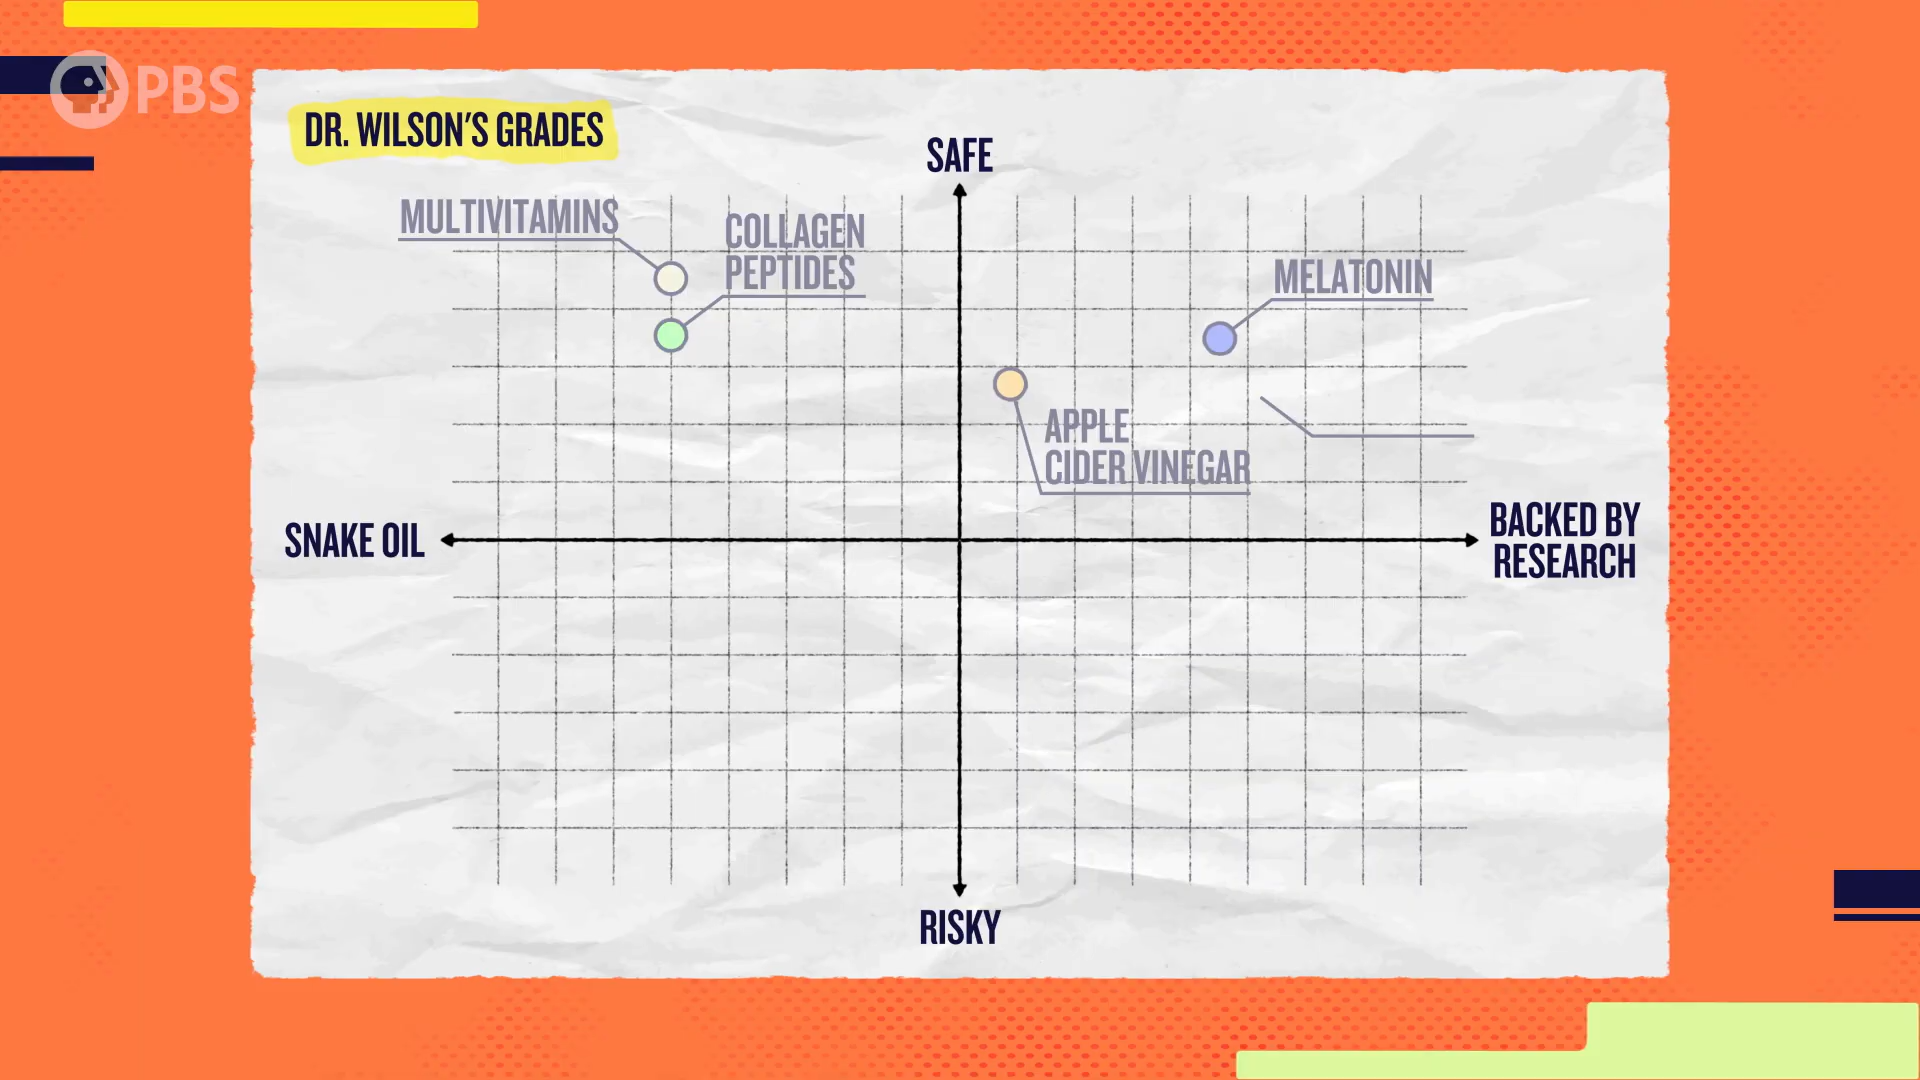 PBS
DR. WILSON'S GRADES
SAFE
MULTIVITAMINS
COLLAGEN
PEPTIDES
MELATONIN
APPLE
CIDER VINEGAR
SNAKE OIL
BACKED BY
RESEARCH
RISKY